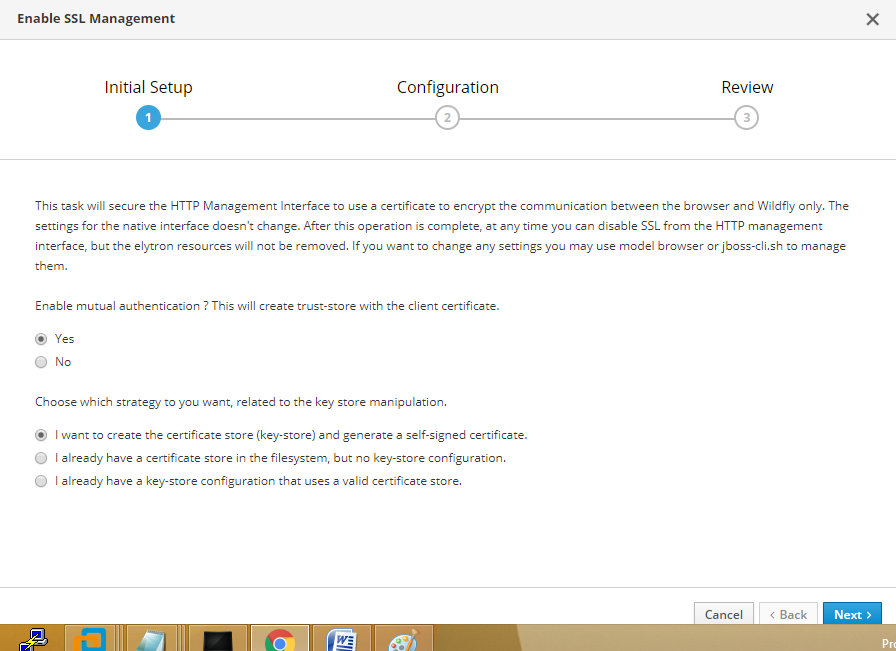 Enable SSL Management
Initial Setup
Configuration
Review
1
2
3
This task will secure the HTTP Management Interface to use a certificate to encrypt the communication between the browser and Wildfly only. The
settings for the native interface doesn't change. After this operation is complete, at any time you can disable SSL from the HTTP management
interface, but the elytron resources will not be removed. If you want to change any settings you may use model browser or jboss-cli.sh to manage
them.
Enable mutual authentication ? This will create trust-store with the client certificate.
Yes
No
Choose which strategy to you want, related to the key store manipulation.
I want to create the certificate store (key-store) and generate a self-signed certificate.
I already have a certificate store in the filesystem, but no key-store configuration.
I already have a key-store configuration that uses a valid certificate store.
Cancel
< Back
Next >
W